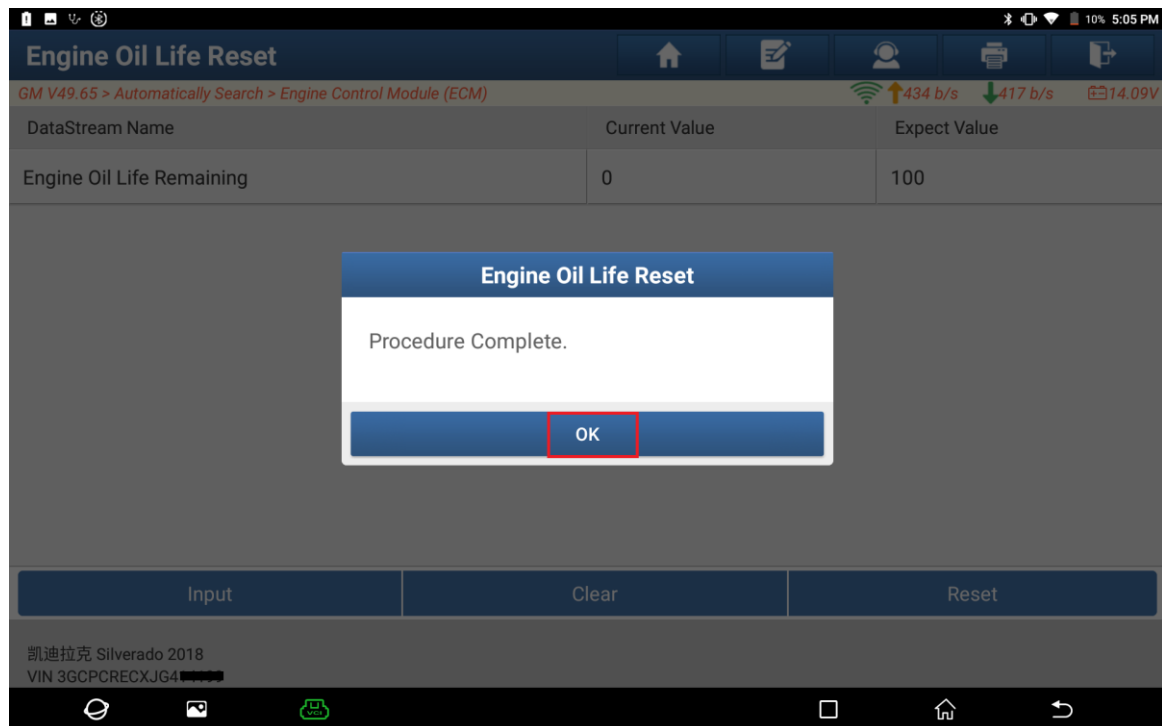 10% 5:05 PM
Engine Oil Life Reset
GM V49.65 > Automatically Search > Engine Control Module (ECM) 434 b/s 417 b/s 14.09V
DataStream Name Current Value Expect Value
Engine Oil Life Remaining 0 100
Engine Oil Life Reset
Procedure Complete.
OK
Input Clear Reset
凯迪拉克 Silverado 2018
VIN 3GCPCRECXJG4
VCI